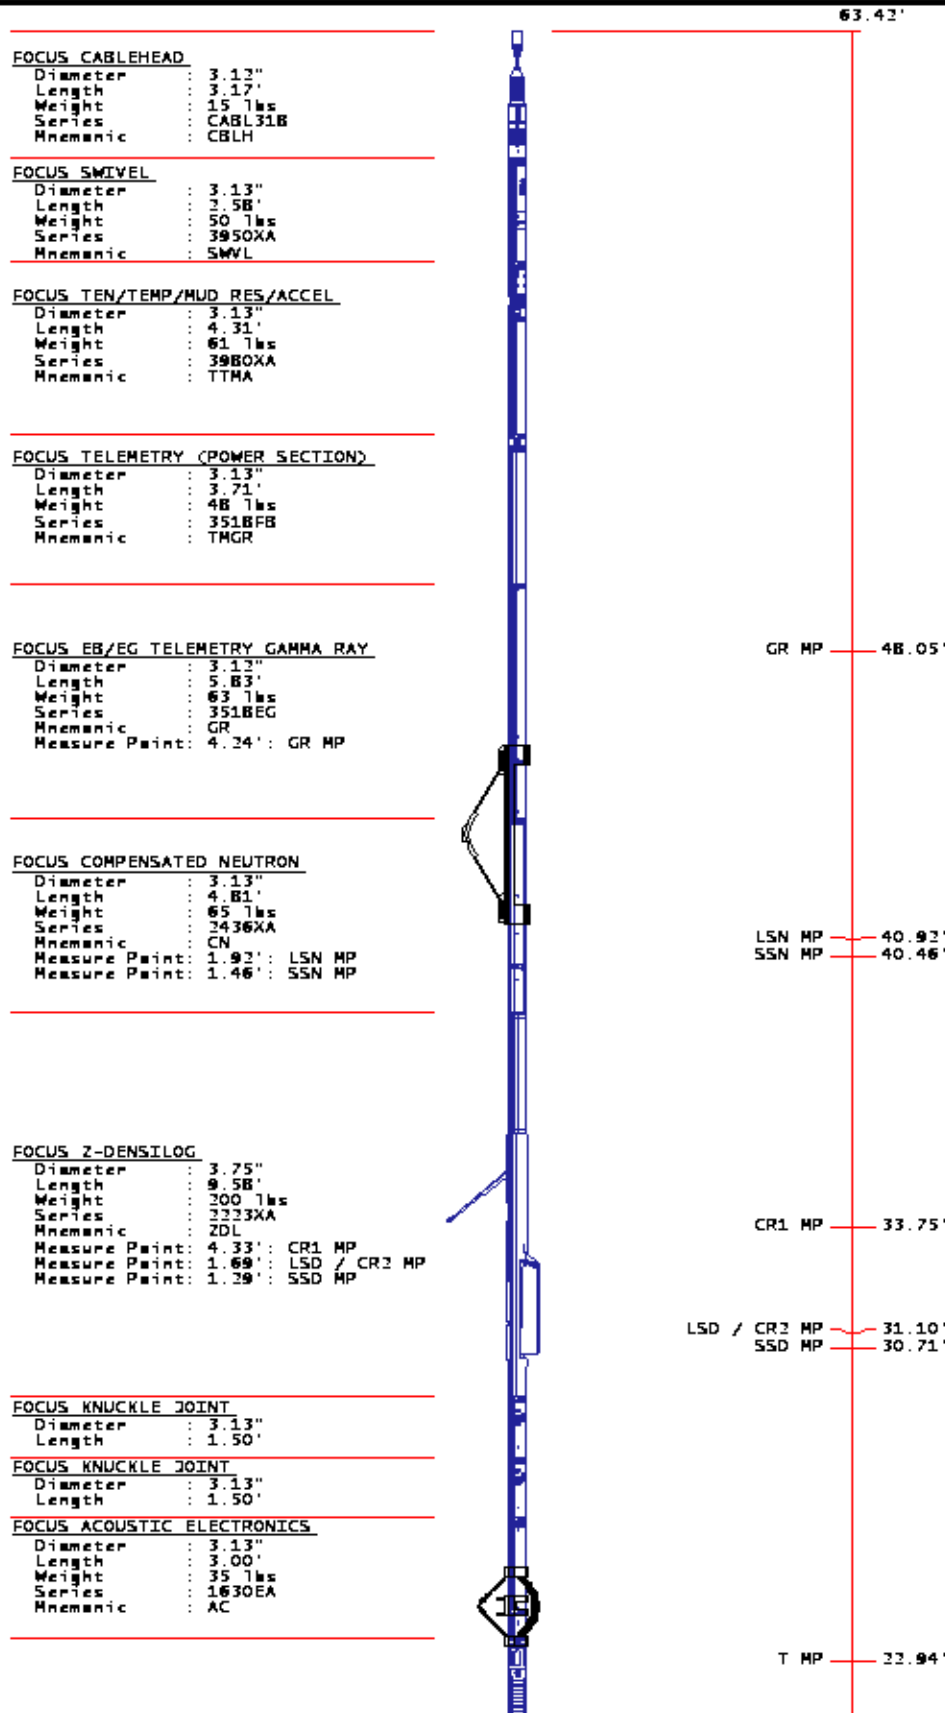 63.42'
FOCUS CABLEHEAD
Diameter : 3.12"
Length : 3.17'
Weight : 15 lbs
Series : CABL318
Mnemonic : CBLH
FOCUS SWIVEL
Diameter : 3.13"
Length : 2.58'
Weight : 50 lbs
Series : 3950XA
Mnemonic : SWVL
FOCUS TEN/TEMP/MUD RES/ACCEL
Diameter : 3.13"
Length : 4.31'
Weight : 61 lbs
Series : 3980XA
Mnemonic : TTMA
FOCUS TELEMETRY (POWER SECTION)
Diameter : 3.13"
Length : 3.71'
Weight : 48 lbs
Series : 3518FB
Mnemonic : TMGR
FOCUS EB/EG TELEMETRY GAMMA RAY
Diameter : 3.12"
Length : 5.83'
Weight : 63 lbs
Series : 3518EG
Mnemonic : GR
Measure Point: 4.24': GR MP
GR MP 48.05'
FOCUS COMPENSATED NEUTRON
Diameter : 3.13"
Length : 4.81'
Weight : 65 lbs
Series : 2436XA
Mnemonic : CN
Measure Point: 1.92': LSN MP
Measure Point: 1.46': SSN MP
LSN MP 40.92'
SSN MP 40.46'
FOCUS Z-DENSILOG
Diameter : 3.75"
Length : 9.58'
Weight : 200 lbs
Series : 2223XA
Mnemonic : ZDL
Measure Point: 4.33': CR1 MP
Measure Point: 1.69': LSD / CR2 MP
Measure Point: 1.29': SSD MP
CR1 MP 33.75'
LSD / CR2 MP 31.10'
SSD MP 30.71'
FOCUS KNUCKLE JOINT
Diameter : 3.13"
Length : 1.50'
FOCUS KNUCKLE JOINT
Diameter : 3.13"
Length : 1.50'
FOCUS ACOUSTIC ELECTRONICS
Diameter : 3.13"
Length : 3.00'
Weight : 35 lbs
Series : 1630EA
Mnemonic : AC
T MP 22.94'